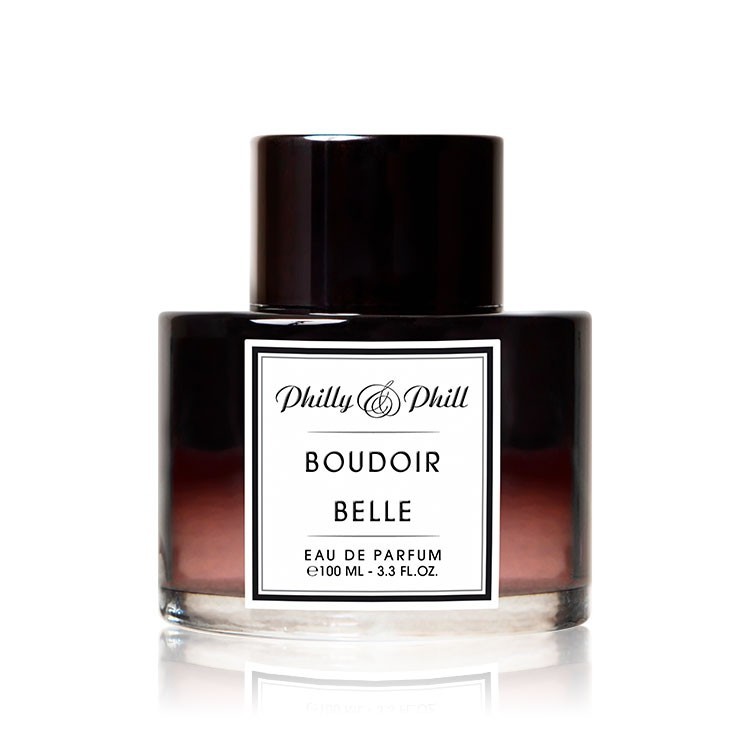 Philly & Phill
BOUDOIR
BELLE
EAU DE PARFUM
℮100 ML - 3.3 FL.OZ.